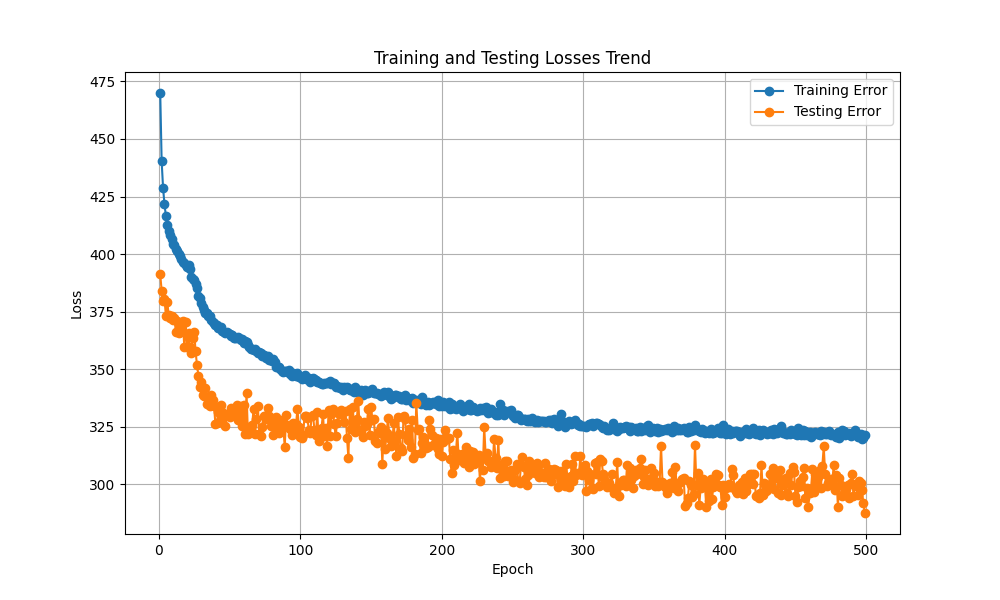 Training and Testing Losses Trend
Training Error
Testing Error
475
450
425
400
375
350
325
300
Loss
0 100 200 300 400 500
Epoch